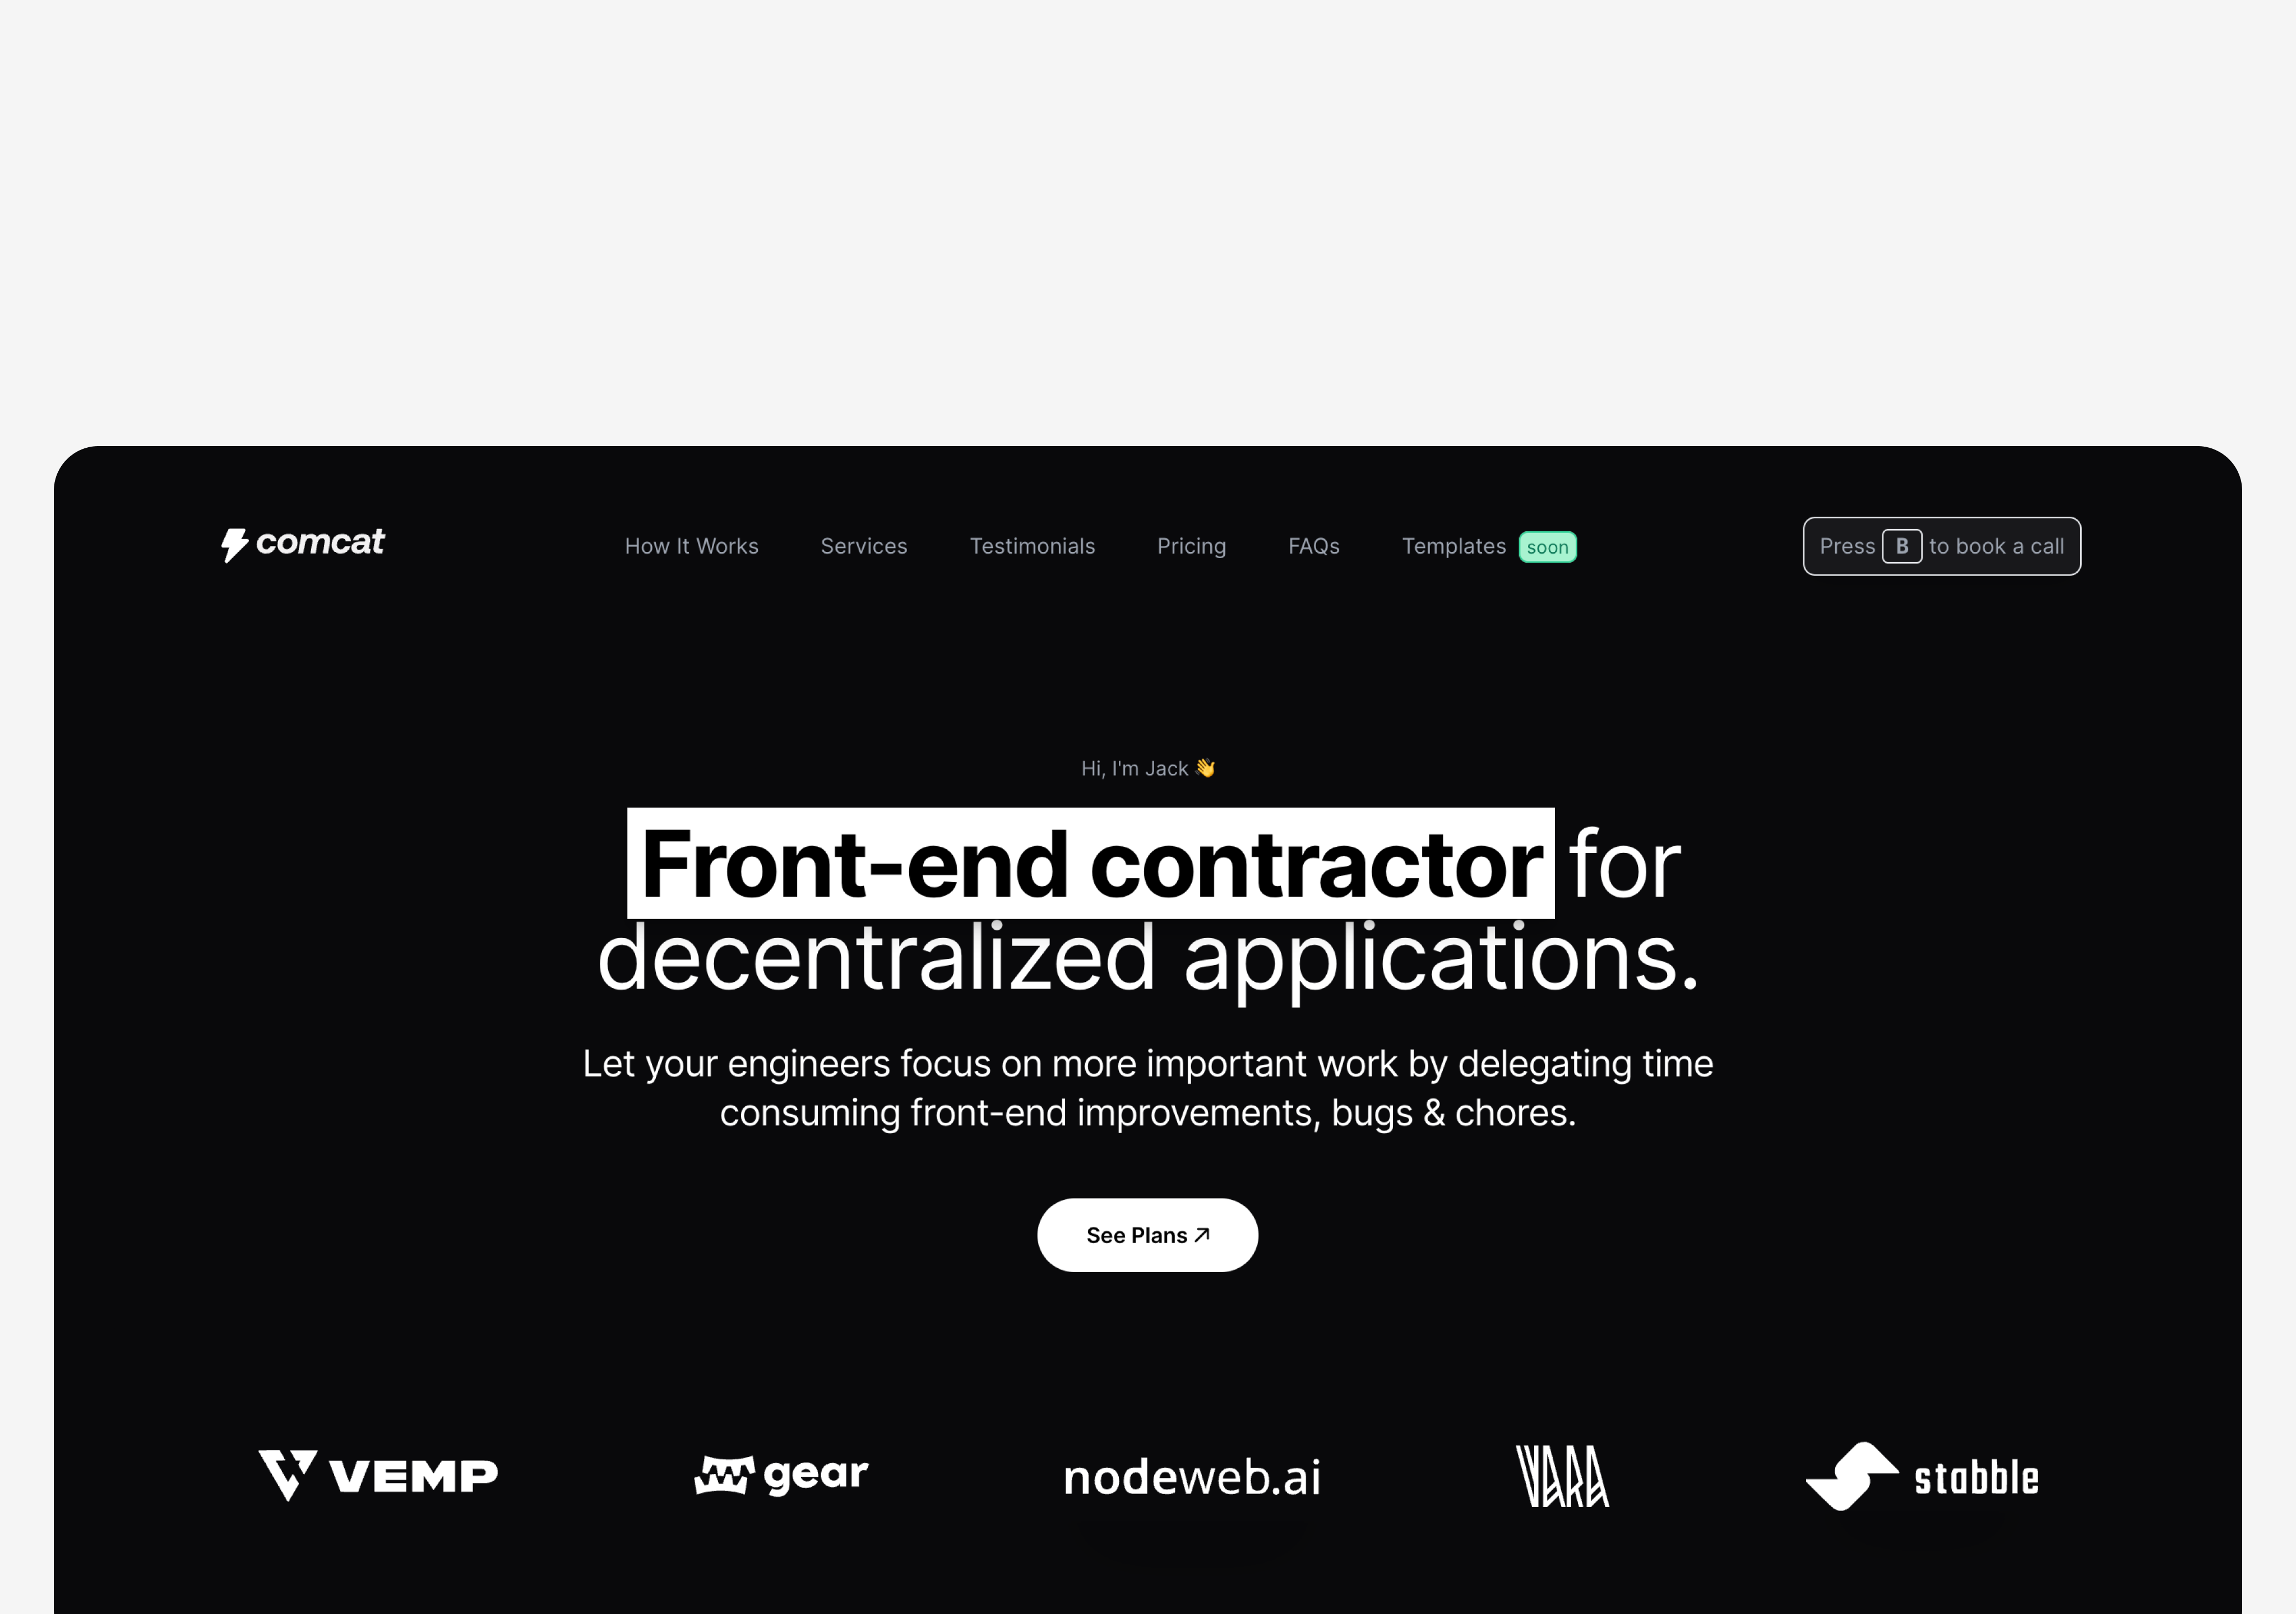 comcat
How It Works
Services
Testimonials
Pricing
FAQs
Templates soon
Press B to book a call
Hi, I'm Jack 👋
Front-end contractor for
decentralized applications.
Let your engineers focus on more important work by delegating time
consuming front-end improvements, bugs & chores.
See Plans ↗
VEMP
gear
nodeweb.ai
VARA
stabble